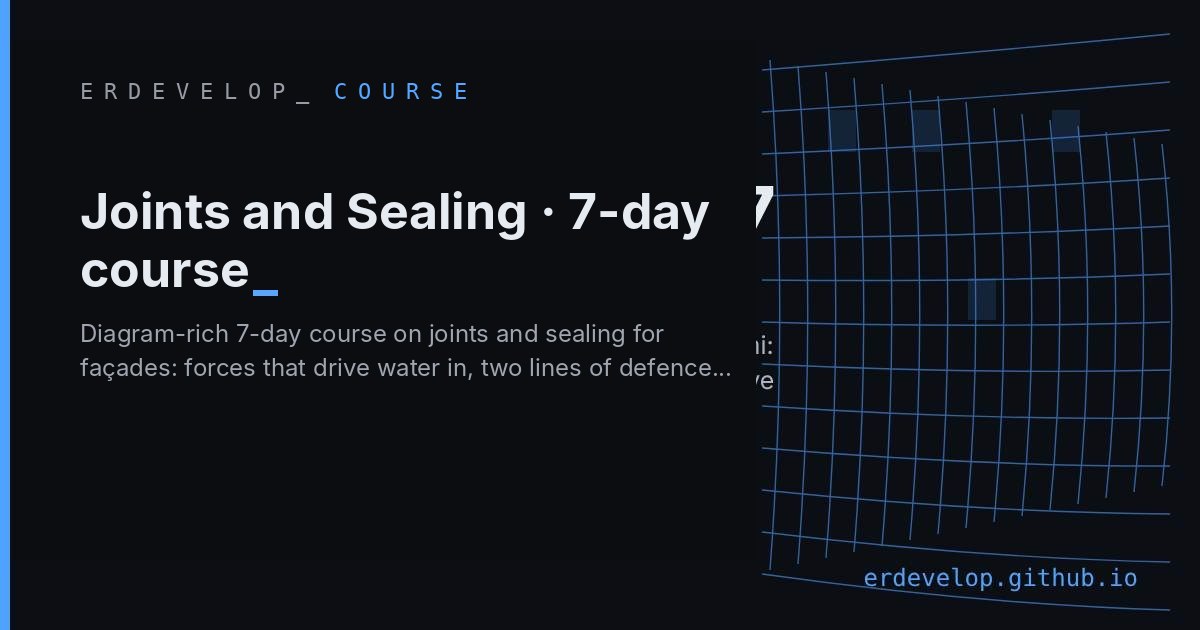 ERDEVELOP_ COURSE
Joints and Sealing · 7-day
course_
Diagram-rich 7-day course on joints and sealing for
façades: forces that drive water in, two lines of defence…
7
erdevelop.github.io